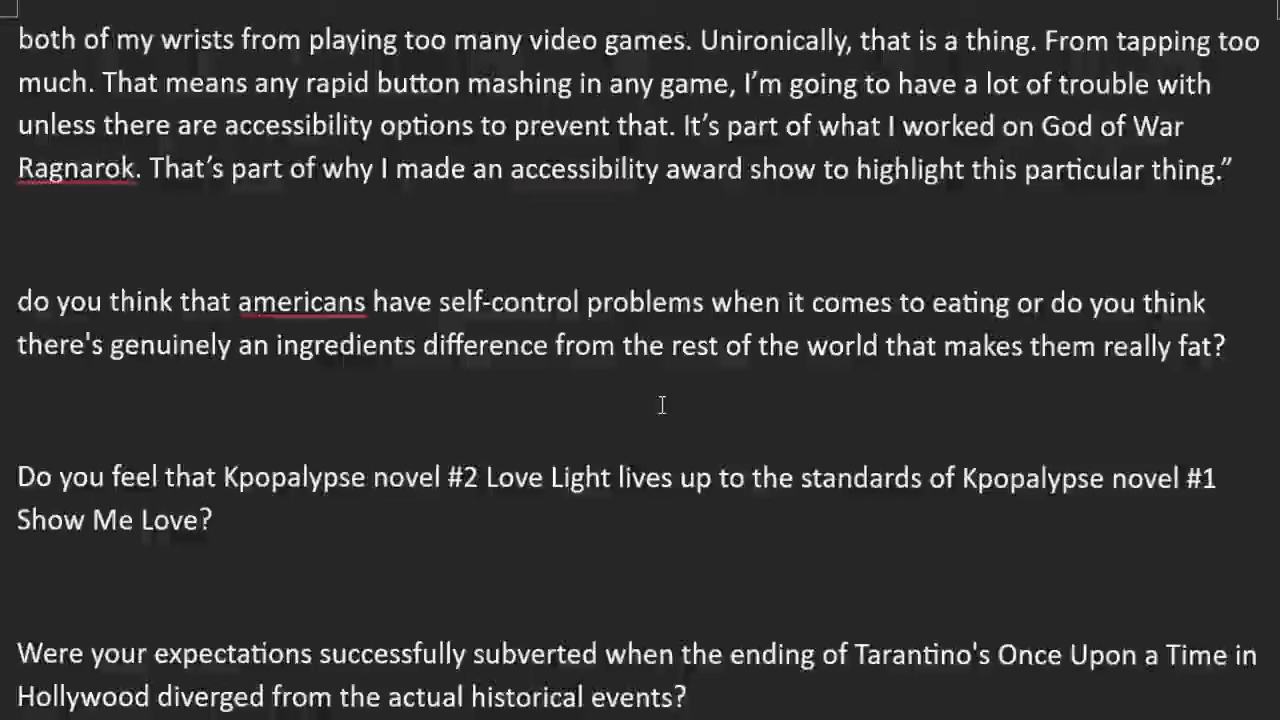 both of my wrists from playing too many video games. Unironically, that is a thing. From tapping too
much. That means any rapid button mashing in any game, I’m going to have a lot of trouble with
unless there are accessibility options to prevent that. It’s part of what I worked on God of War
Ragnarok. That’s part of why I made an accessibility award show to highlight this particular thing.”
do you think that americans have self-control problems when it comes to eating or do you think
there's genuinely an ingredients difference from the rest of the world that makes them really fat?
Do you feel that Kpopalypse novel #2 Love Light lives up to the standards of Kpopalypse novel #1
Show Me Love?
Were your expectations successfully subverted when the ending of Tarantino's Once Upon a Time in
Hollywood diverged from the actual historical events?